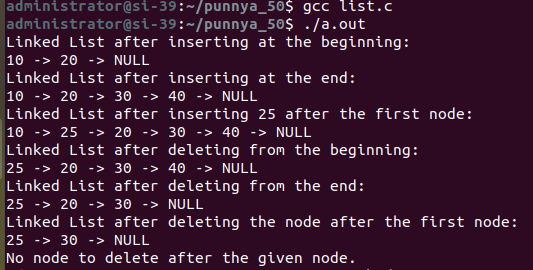 administrator@si-39:~/punnya_50$ gcc list.c
administrator@si-39:~/punnya_50$ ./a.out
Linked List after inserting at the beginning:
10 -> 20 -> NULL
Linked List after inserting at the end:
10 -> 20 -> 30 -> 40 -> NULL
Linked List after inserting 25 after the first node:
10 -> 25 -> 20 -> 30 -> 40 -> NULL
Linked List after deleting from the beginning:
25 -> 20 -> 30 -> 40 -> NULL
Linked List after deleting from the end:
25 -> 20 -> 30 -> NULL
Linked List after deleting the node after the first node:
25 -> 30 -> NULL
No node to delete after the given node.